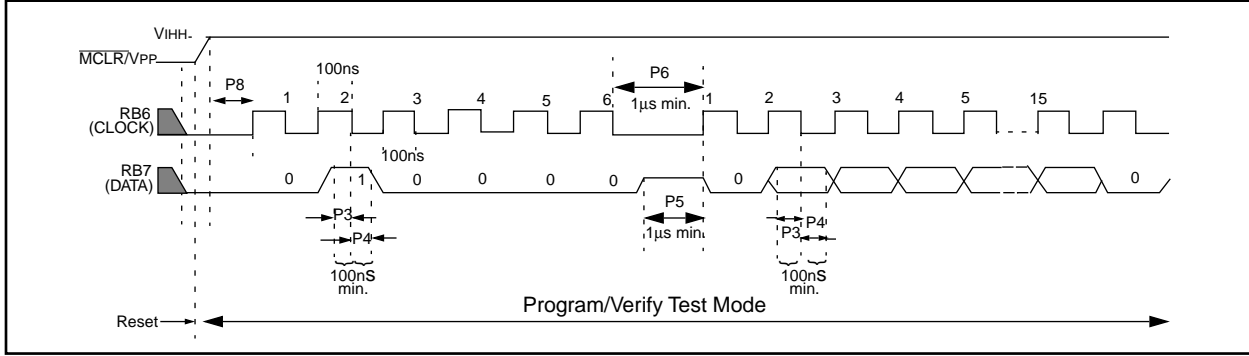 VIHH
MCLR/VPP
100ns
P8
P6
1 2 3 4 5 6
1µs min.
1 2 3 4 5 15
RB6
(CLOCK)
100ns
RB7
(DATA)
0 1 0 0 0 0
0
0
P5
1µs min.
P3
P4
100ns
min.
P4
P3
100ns
min.
Program/Verify Test Mode
Reset